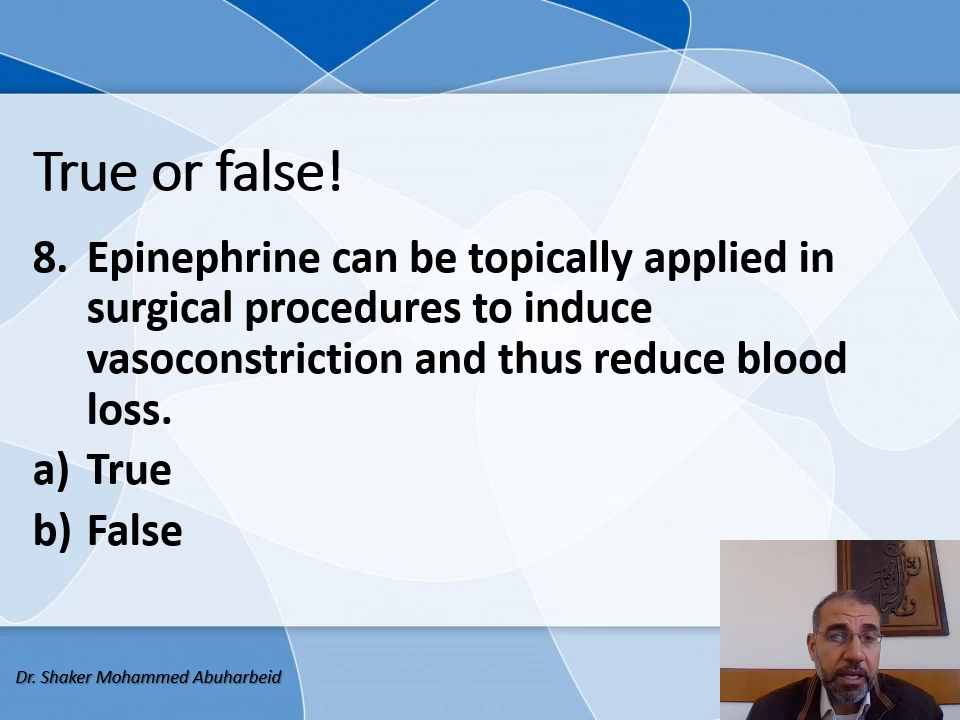 True or false!
8. Epinephrine can be topically applied in
surgical procedures to induce
vasoconstriction and thus reduce blood
loss.
a) True
b) False
Dr. Shaker Mohammed Abuharbeid